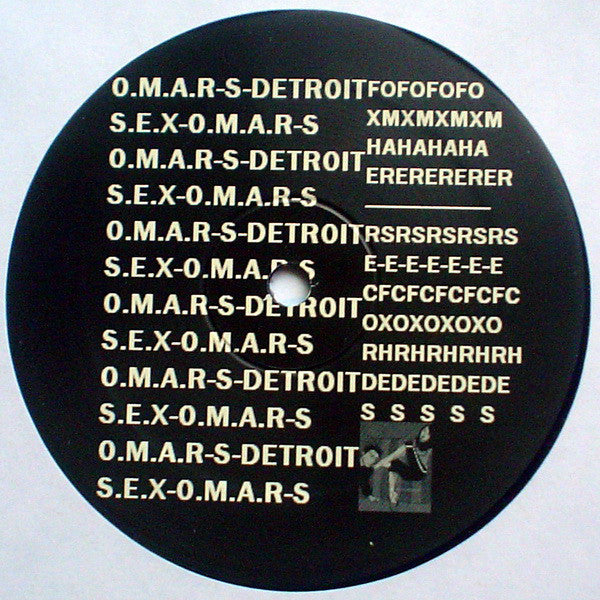 O.M.A.R-S-DETROIT
S.E.X-O.M.A.R-S
O.M.A.R-S-DETROIT
S.E.X-O.M.A.R-S
O.M.A.R-S-DETROIT
S.E.X-O.M.A.R-S
O.M.A.R-S-DETROIT
S.E.X-O.M.A.R-S
O.M.A.R-S-DETROIT
S.E.X-O.M.A.R-S
O.M.A.R-S-DETROIT
S.E.X-O.M.A.R-S
FOFOFOFO
XMXMXMXM
HAHAHAHA
ERERERERER
RSRSRSRSRS
E-E-E-E-E-E-E
CFCFCFCFCFC
OXOXOXOXO
RHRHRHRHRH
DEDEDEDEDE
S S S S S